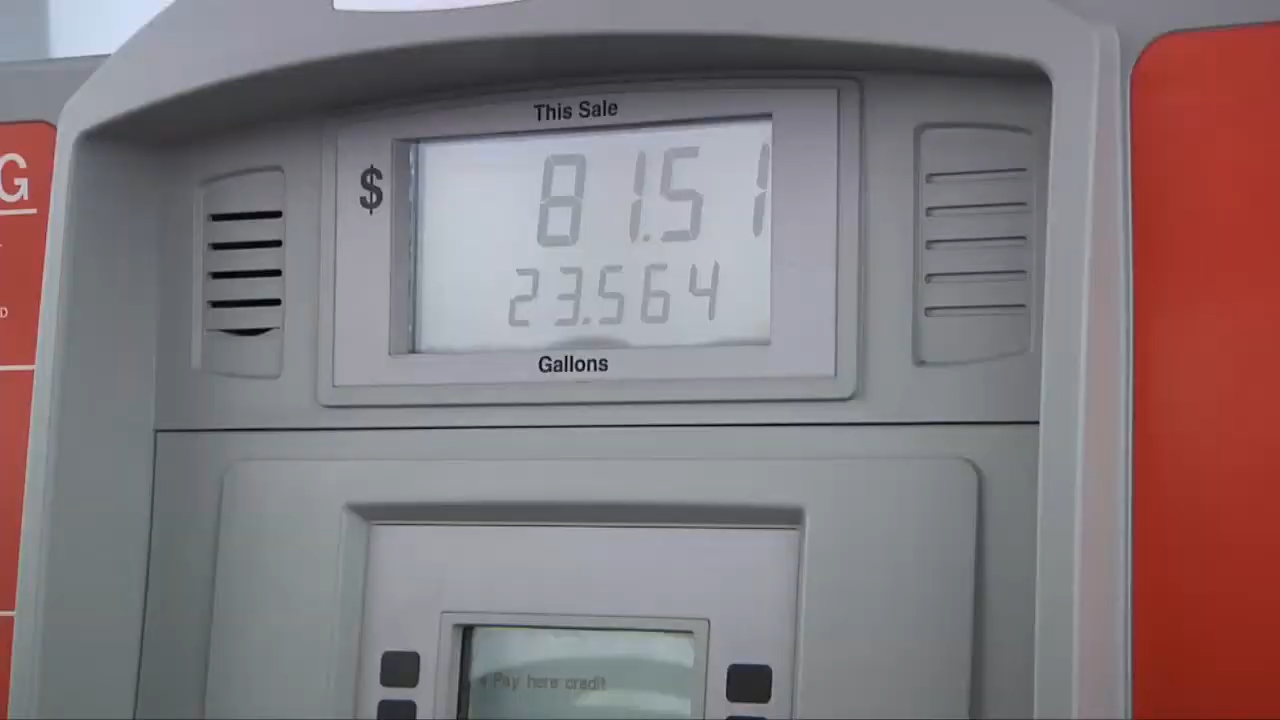 This Sale
$ 81.51
23.564
Gallons
Pay here credit
G
D